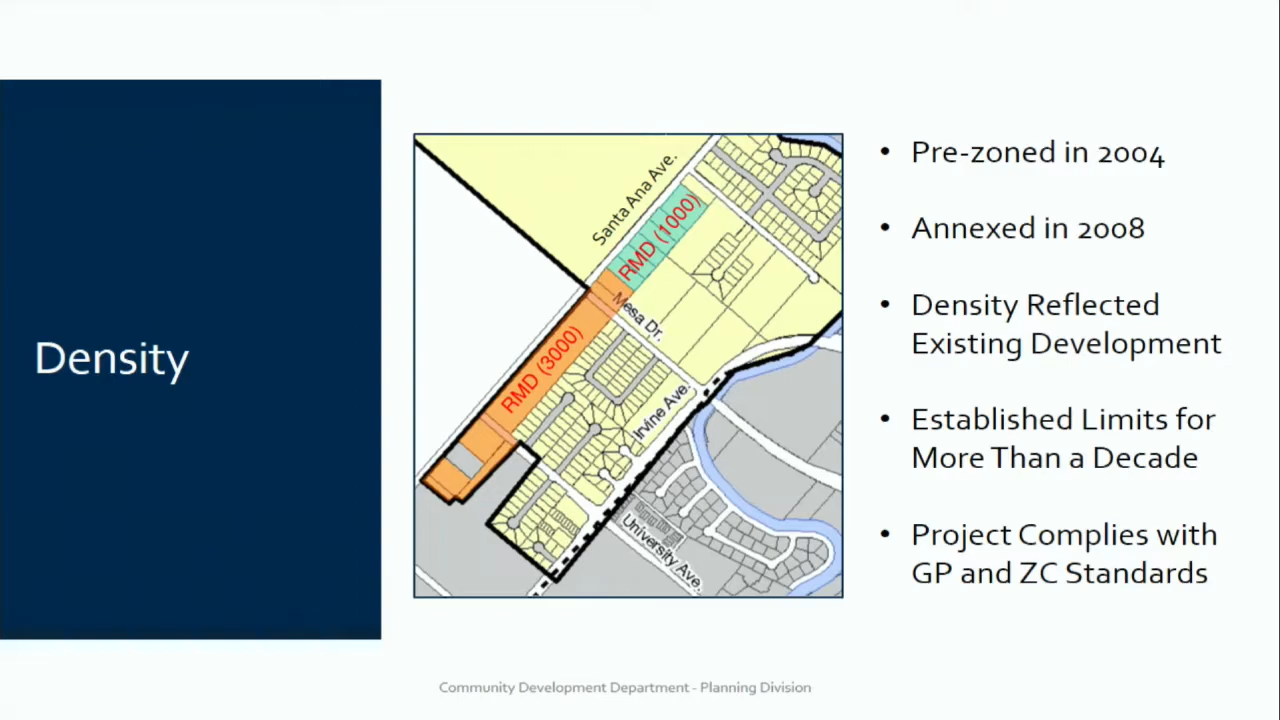 Density
Santa Ana Ave.
RMD (1000)
Mesa Dr.
RMD (3000)
Irvine Ave.
University Ave.
• Pre-zoned in 2004
• Annexed in 2008
• Density Reflected
Existing Development
• Established Limits for
More Than a Decade
• Project Complies with
GP and ZC Standards
Community Development Department - Planning Division